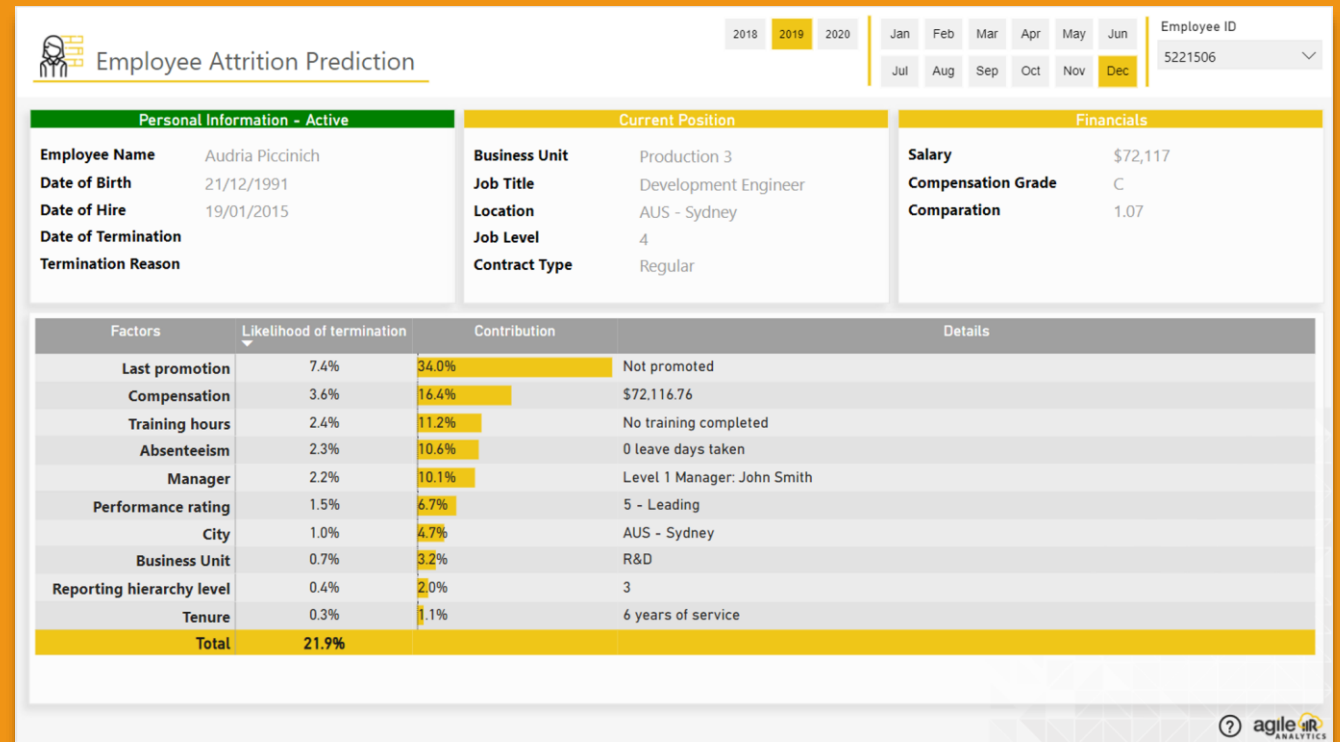 Employee Attrition Prediction
2018 2019 2020
Jan Feb Mar Apr May Jun
Jul Aug Sep Oct Nov Dec
Employee ID
5221506
Personal Information - Active
Employee Name Audria Piccinich
Date of Birth 21/12/1991
Date of Hire 19/01/2015
Date of Termination
Termination Reason
Current Position
Business Unit Production 3
Job Title Development Engineer
Location AUS - Sydney
Job Level 4
Contract Type Regular
Financials
Salary $72,117
Compensation Grade C
Comparation 1.07
Factors Likelihood of termination Contribution Details
Last promotion 7.4% 34.0% Not promoted
Compensation 3.6% 16.4% $72,116.76
Training hours 2.4% 11.2% No training completed
Absenteeism 2.3% 10.6% 0 leave days taken
Manager 2.2% 10.1% Level 1 Manager: John Smith
Performance rating 1.5% 6.7% 5 - Leading
City 1.0% 4.7% AUS - Sydney
Business Unit 0.7% 3.2% R&D
Reporting hierarchy level 0.4% 2.0% 3
Tenure 0.3% 1.1% 6 years of service
Total 21.9%
? agile HR
ANALYTICS